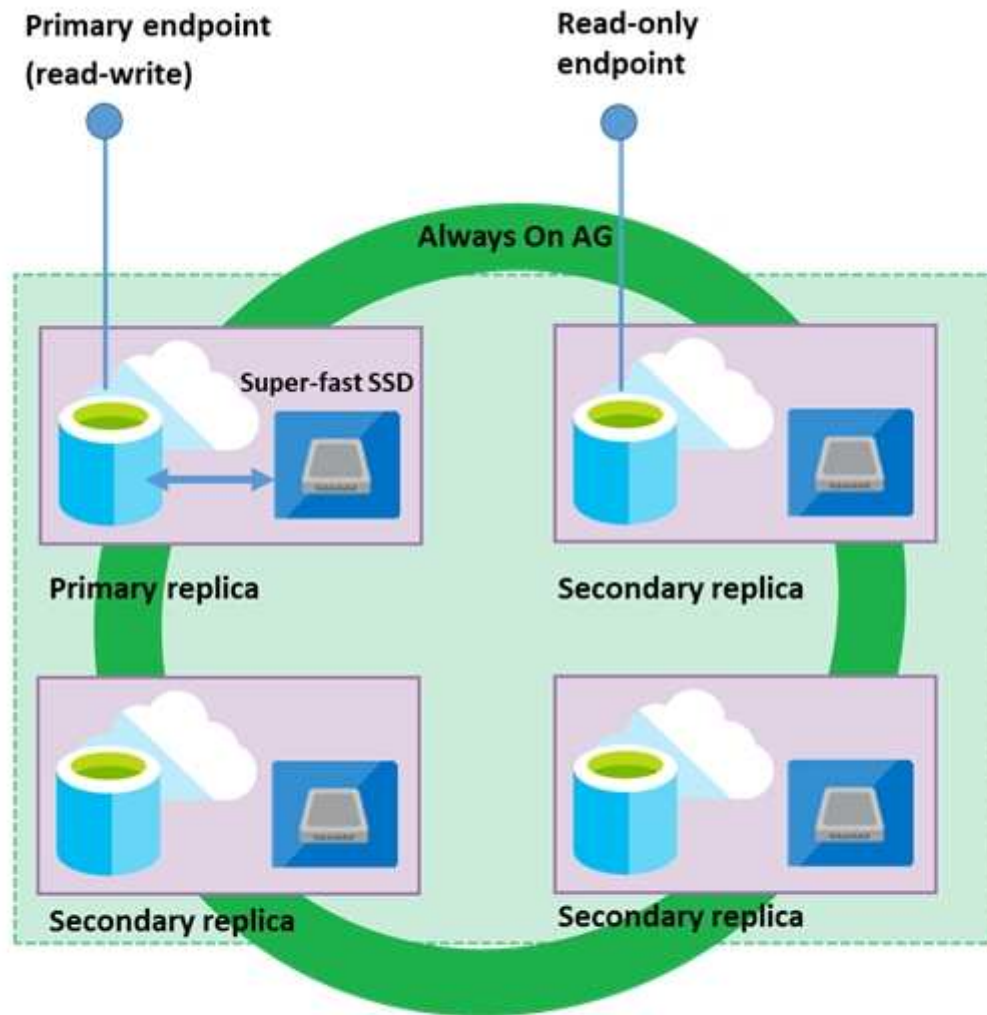 Primary endpoint
(read-write)
Read-only
endpoint
Always On AG
Super-fast SSD
Primary replica
Secondary replica
Secondary replica
Secondary replica